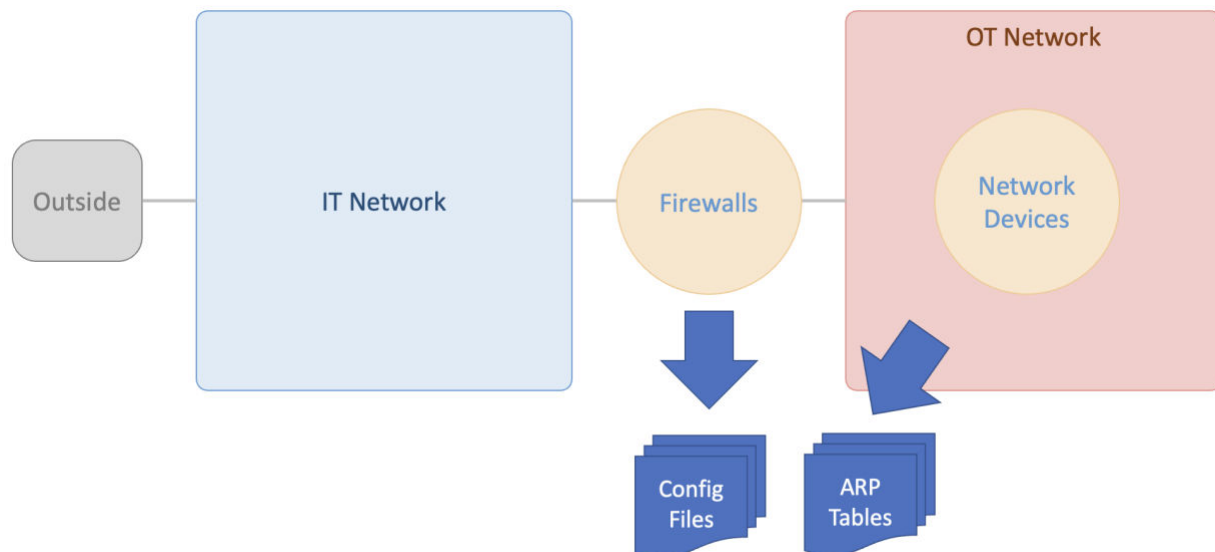 OT Network
Outside
IT Network
Firewalls
Network
Devices
Config
Files
ARP
Tables